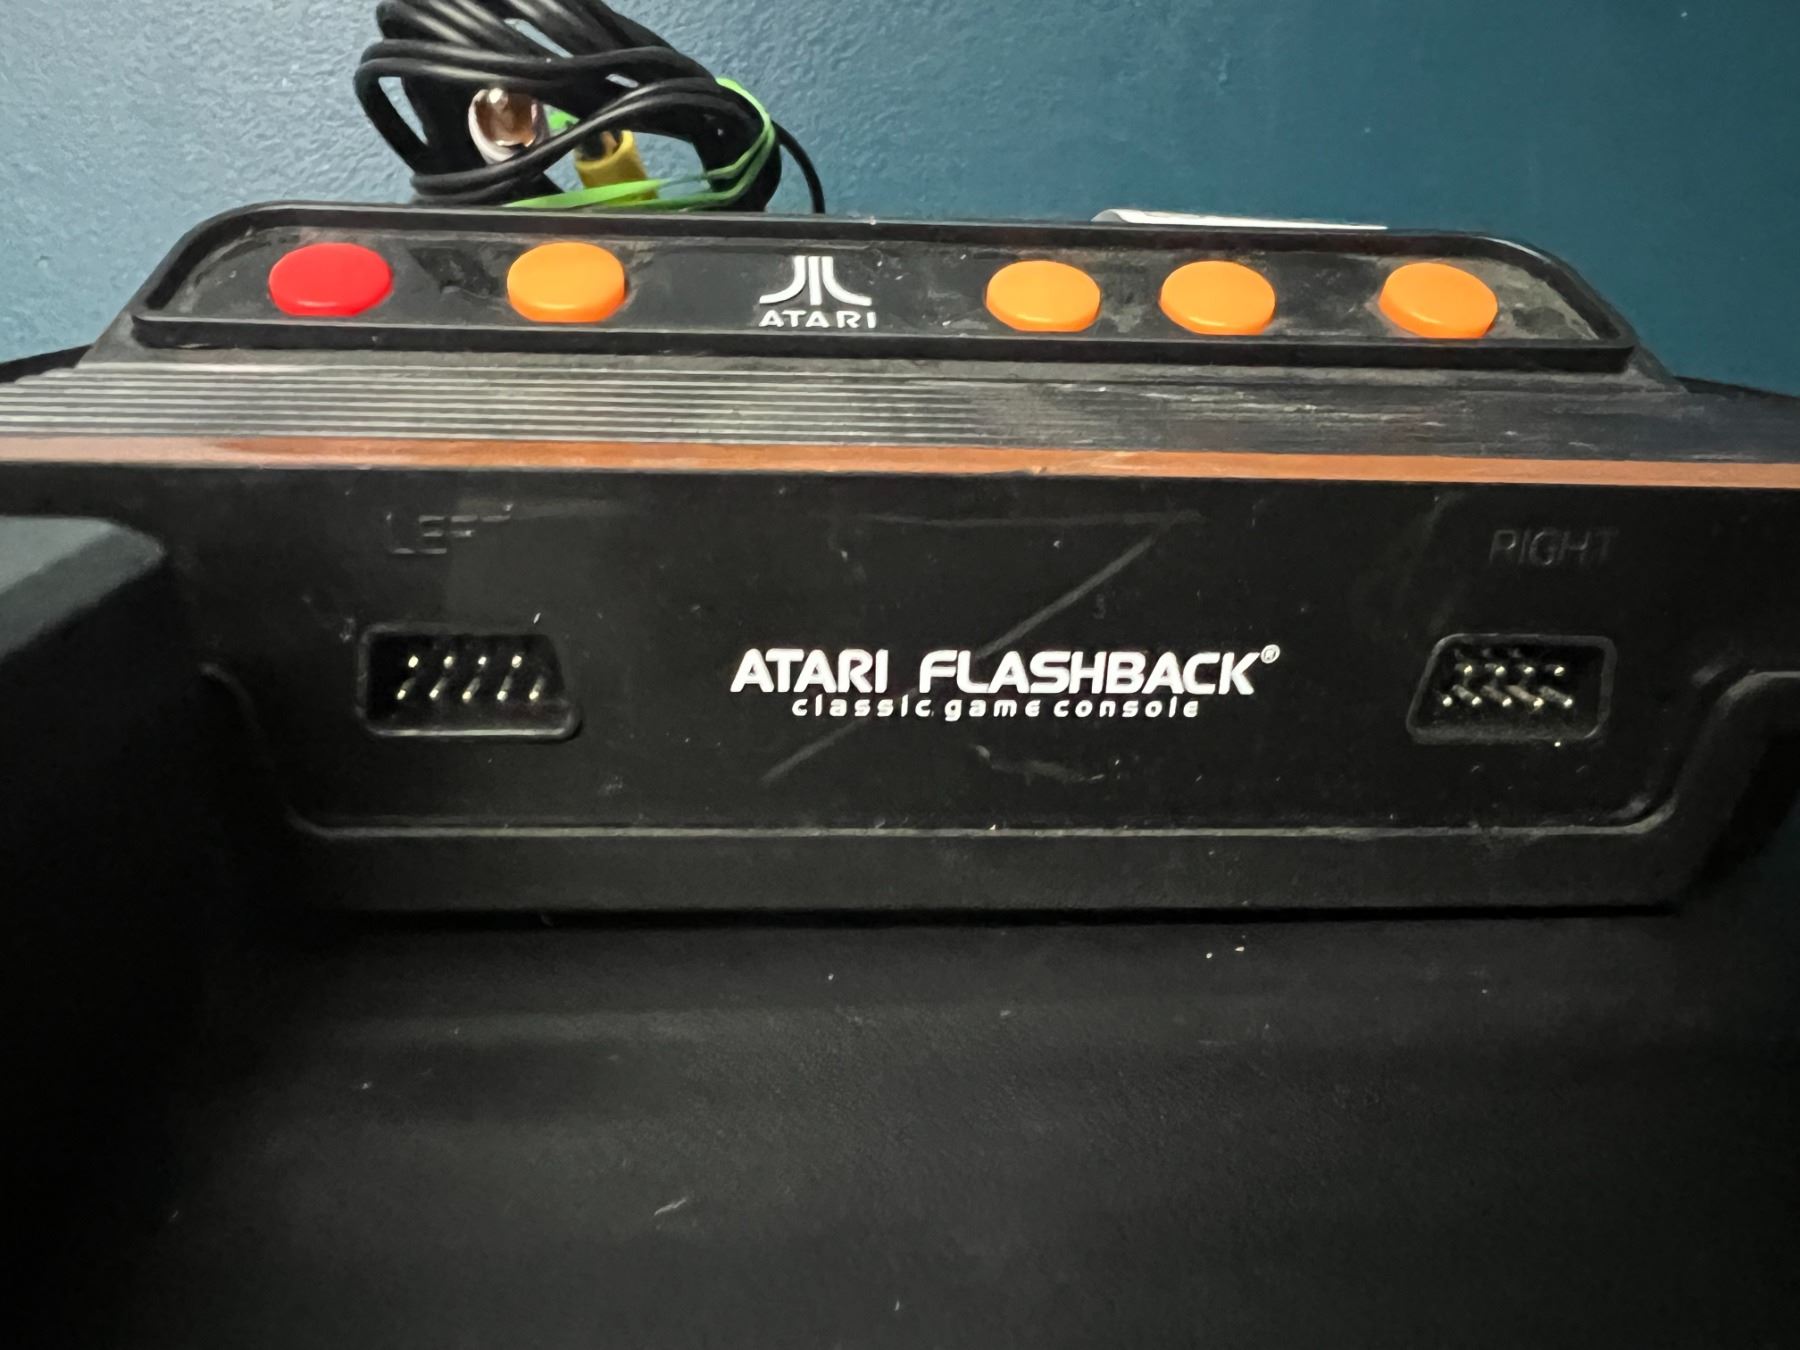 ATARI
LEFT
RIGHT
ATARI FLASHBACK®
classic game console